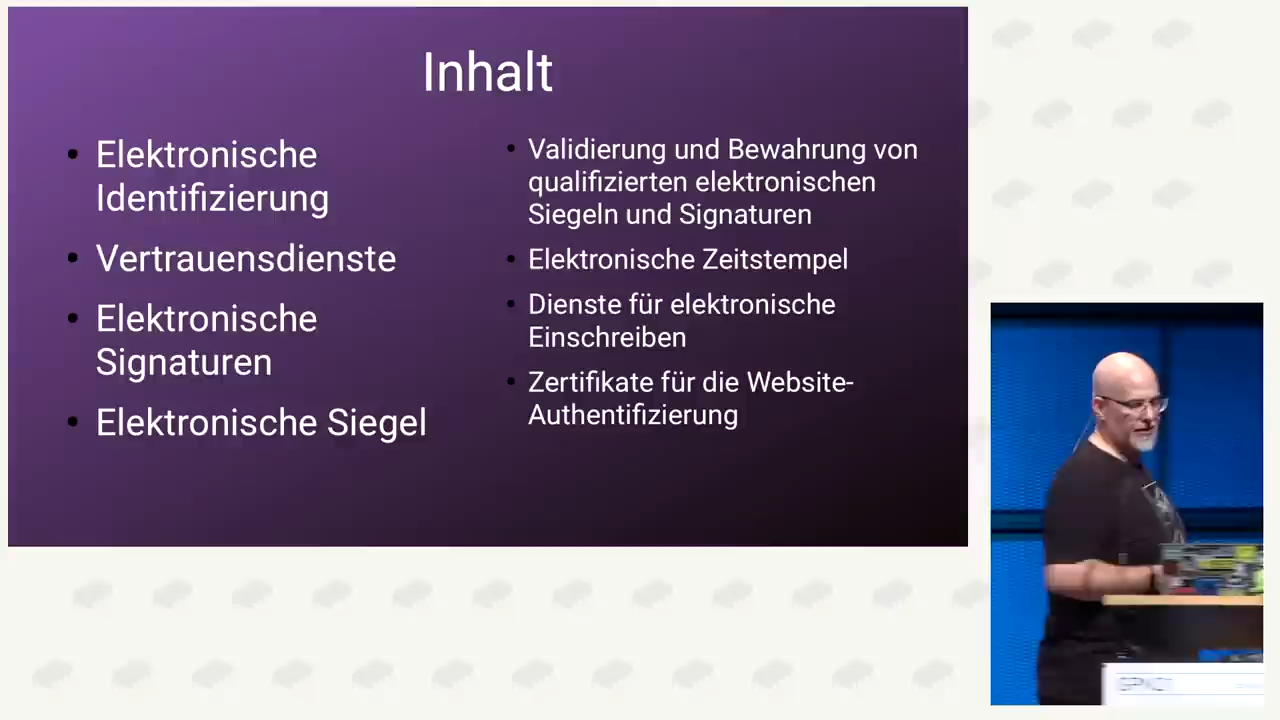 Inhalt
Elektronische
Identifizierung
Vertrauensdienste
Elektronische
Signaturen
Elektronische Siegel
Validierung und Bewahrung von
qualifizierten elektronischen
Siegeln und Signaturen
Elektronische Zeitstempel
Dienste für elektronische
Einschreiben
Zertifikate für die Website-
Authentifizierung